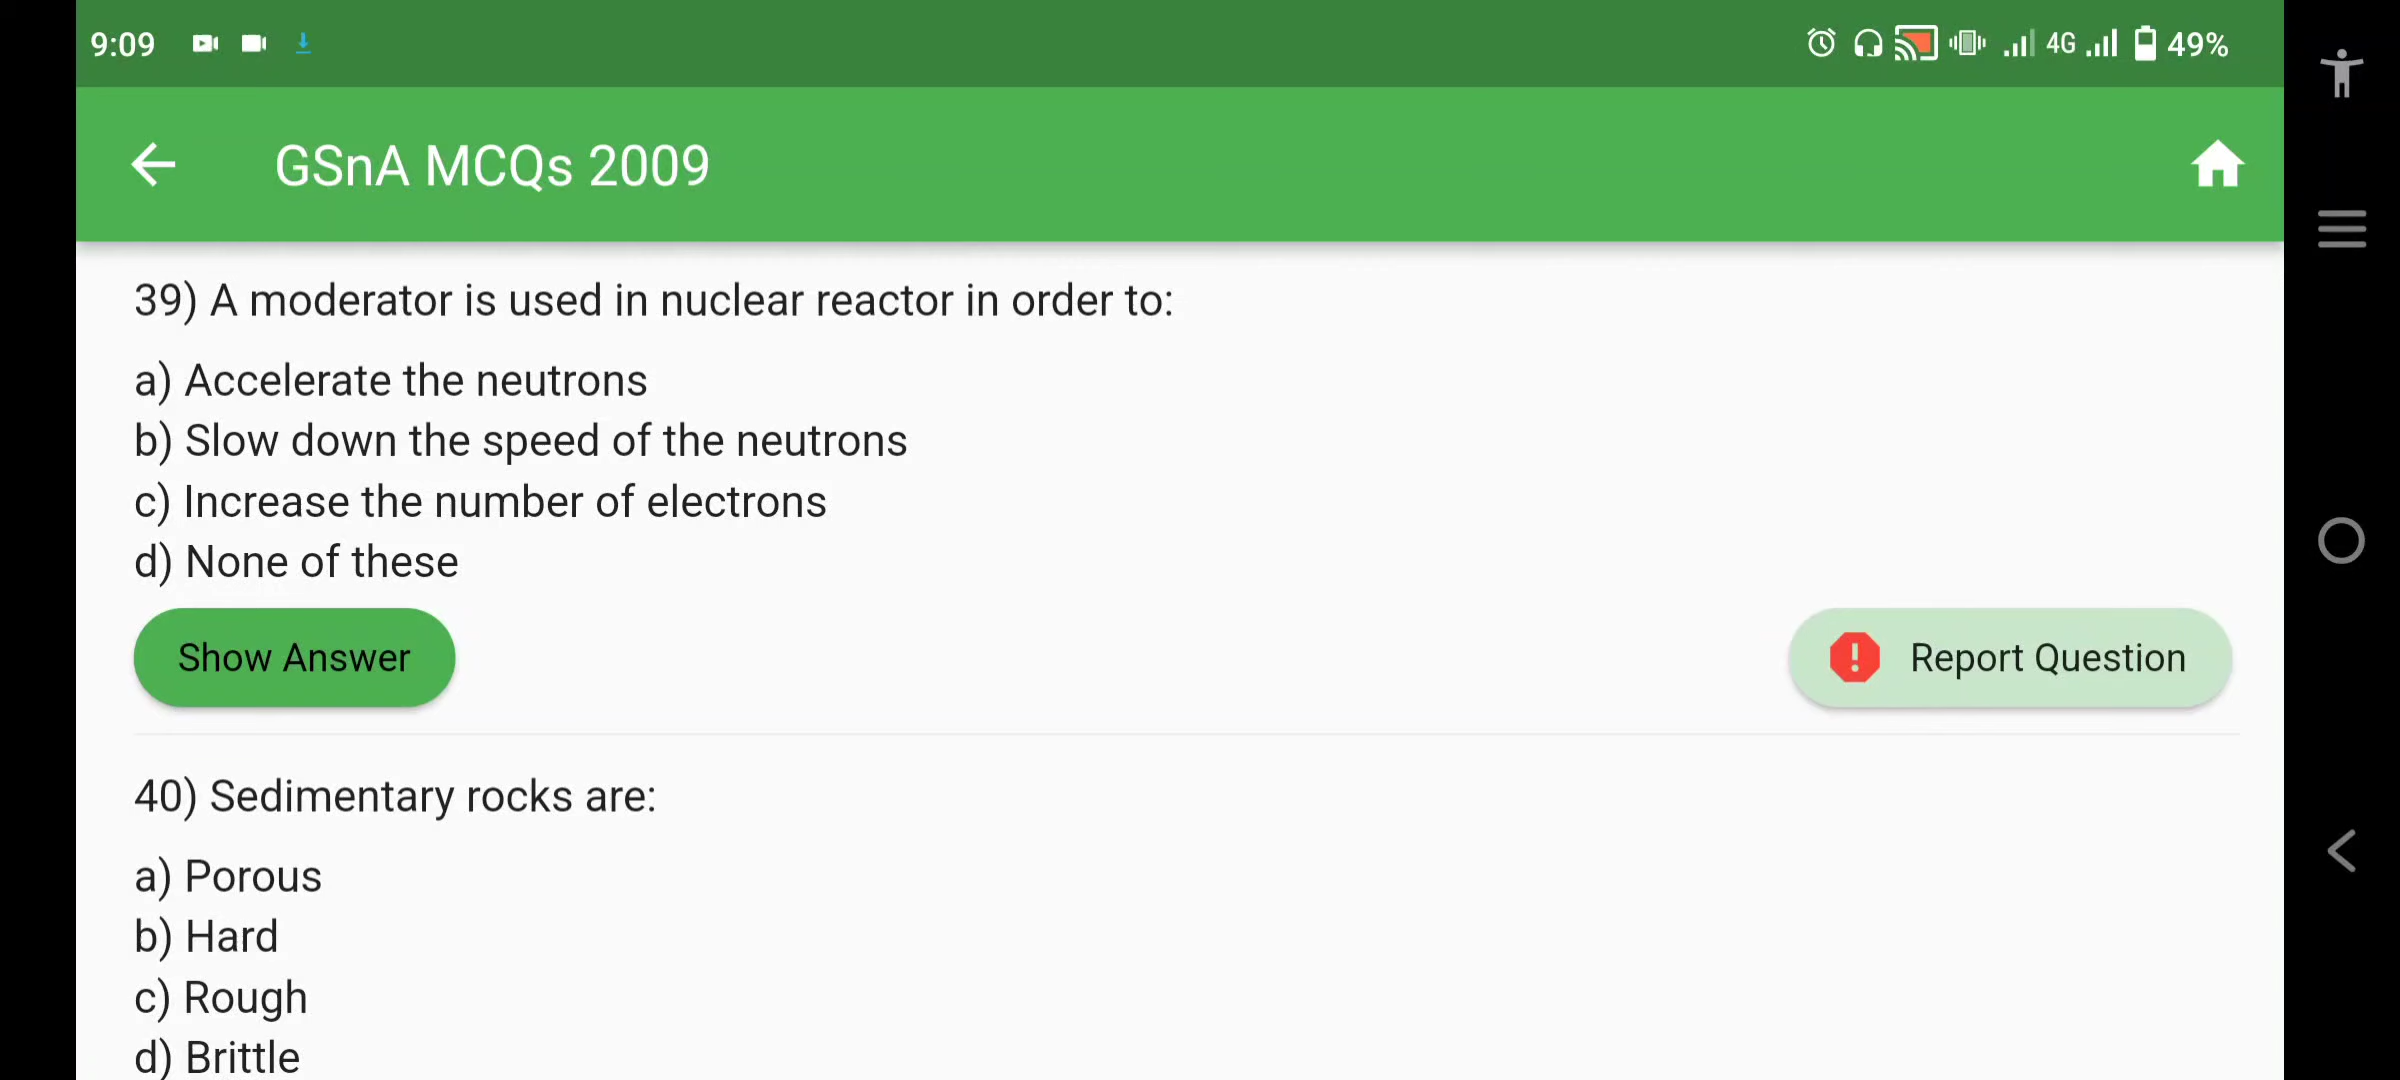 9:09
4G
49%
GSnA MCQs 2009
39) A moderator is used in nuclear reactor in order to:
a) Accelerate the neutrons
b) Slow down the speed of the neutrons
c) Increase the number of electrons
d) None of these
Show Answer
Report Question
40) Sedimentary rocks are:
a) Porous
b) Hard
c) Rough
d) Brittle